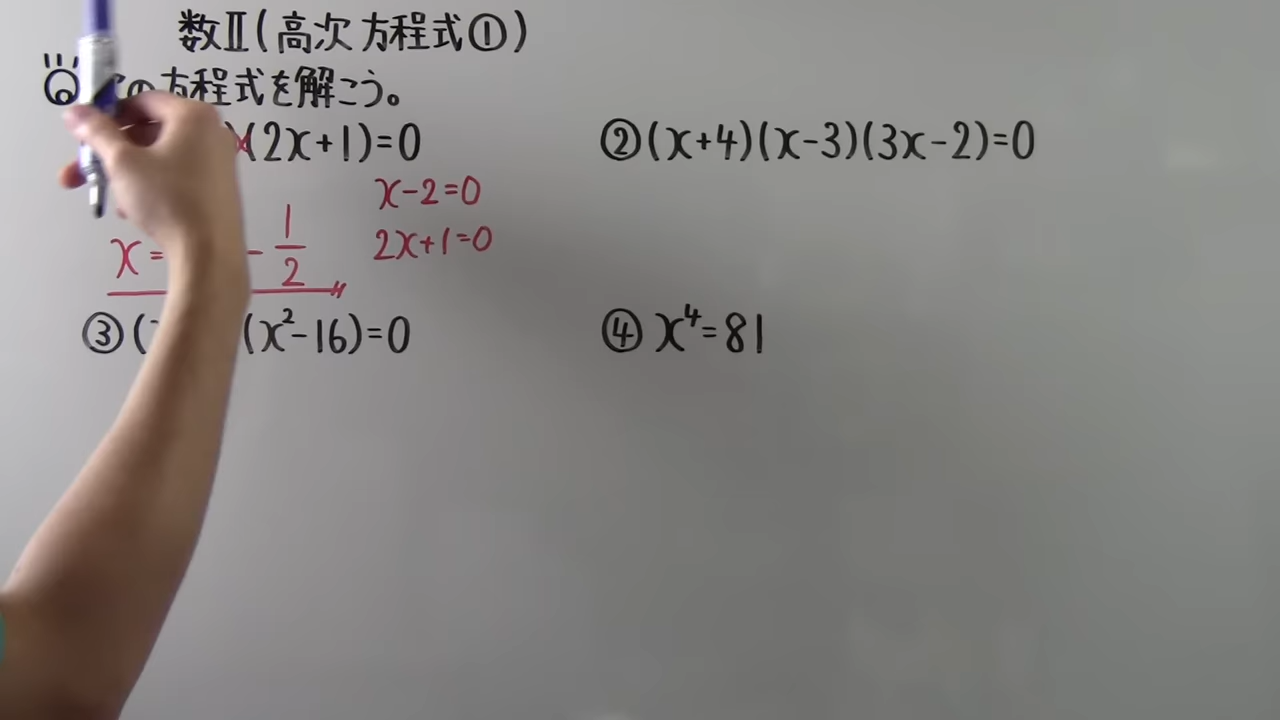 数Ⅱ(高次方程式①)
の方程式を解こう。
(2x+1)=0
②(x+4)(x-3)(3x-2)=0
x-2=0
2x+1=0
x= -1/2
③( (x²-16)=0
④ x⁴=81